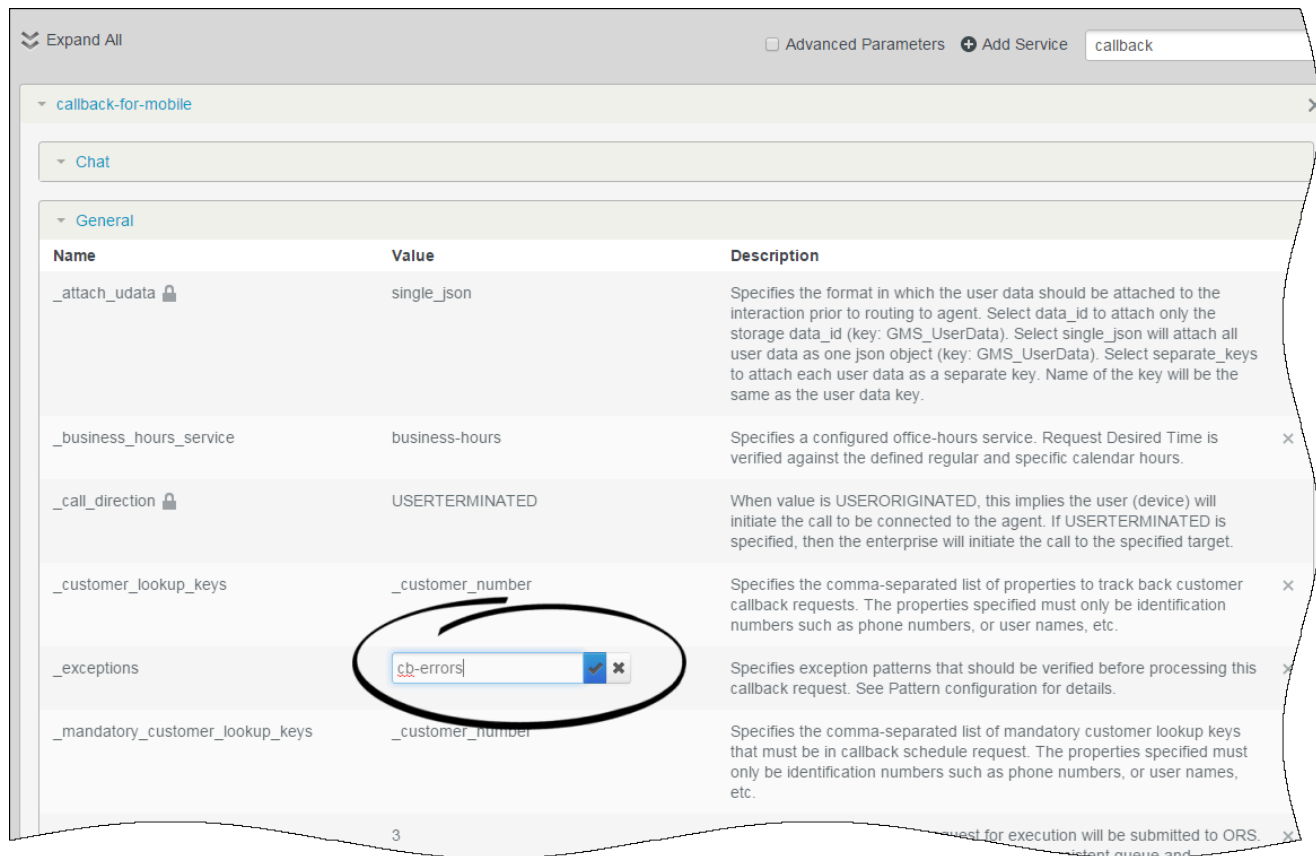 Expand All
Advanced Parameters Add Service callback
callback-for-mobile
Chat
General
Name Value Description
_attach_udata single_json Specifies the format in which the user data should be attached to the
interaction prior to routing to agent. Select data_id to attach only the
storage data_id (key: GMS_UserData). Select single_json will attach all
user data as one json object (key: GMS_UserData). Select separate_keys
to attach each user data as a separate key. Name of the key will be the
same as the user data key.
_business_hours_service business-hours Specifies a configured office-hours service. Request Desired Time is
verified against the defined regular and specific calendar hours.
_call_direction USERTERMINATED When value is USERORIGINATED, this implies the user (device) will
initiate the call to be connected to the agent. If USERTERMINATED is
specified, then the enterprise will initiate the call to the specified target.
_customer_lookup_keys _customer_number Specifies the comma-separated list of properties to track back customer
callback requests. The properties specified must only be identification
numbers such as phone numbers, or user names, etc.
_exceptions cb-errors Specifies exception patterns that should be verified before processing this
callback request. See Pattern configuration for details.
_mandatory_customer_lookup_keys _customer_number Specifies the comma-separated list of mandatory customer lookup keys
that must be in callback schedule request. The properties specified must
only be identification numbers such as phone numbers, or user names,
etc.
3 for execution will be submitted to ORS.
queue and